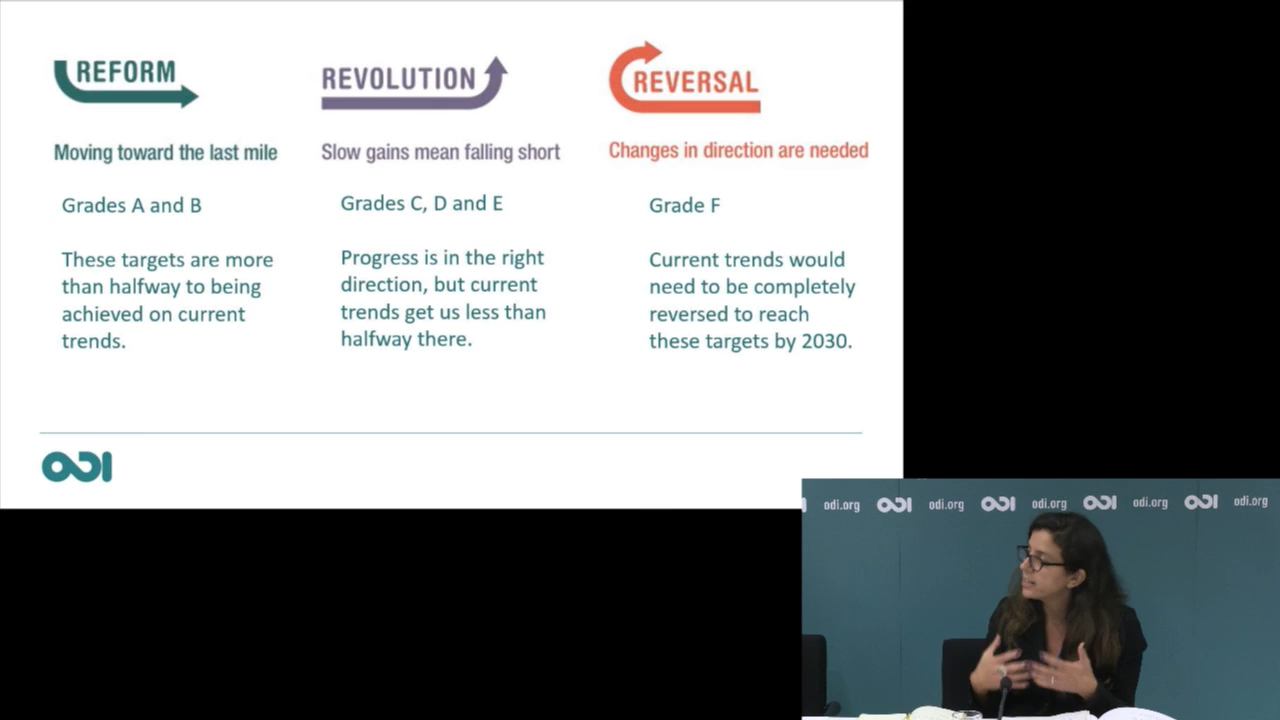 REFORM
Moving toward the last mile
Grades A and B
These targets are more
than halfway to being
achieved on current
trends.
REVOLUTION
Slow gains mean falling short
Grades C, D and E
Progress is in the right
direction, but current
trends get us less than
halfway there.
REVERSAL
Changes in direction are needed
Grade F
Current trends would
need to be completely
reversed to reach
these targets by 2030.
ODI
odi.org ODI odi.org ODI odi.org ODI odi.org ODI odi.org